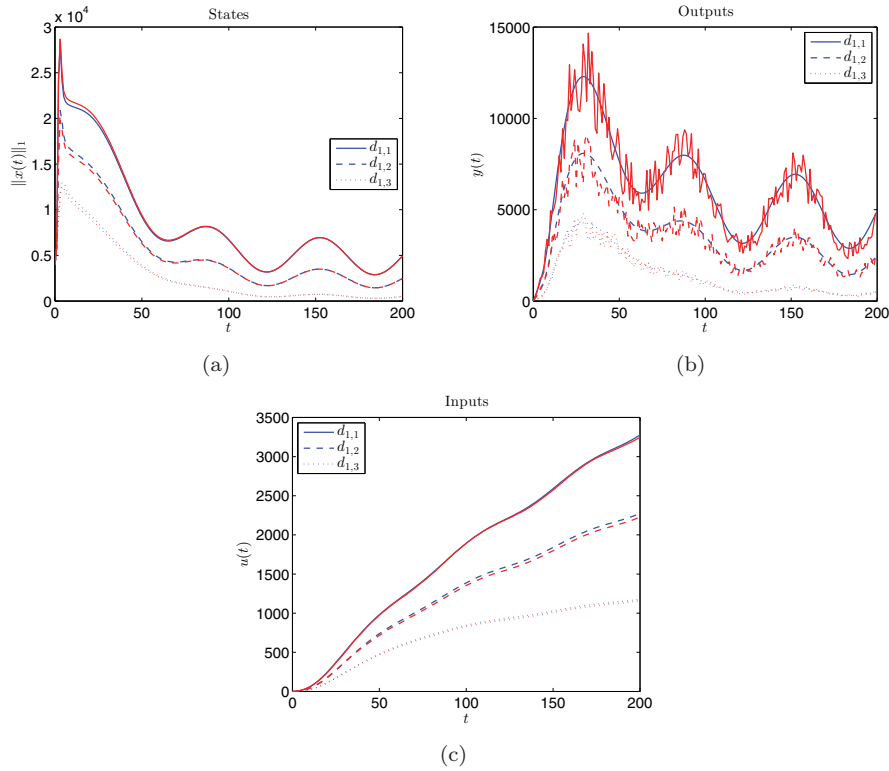 States
x 10^4
3
2.5
2
1.5
1
0.5
0
0 50 100 150 200
‖x(t)‖_1
t
d_{1,1}
d_{1,2}
d_{1,3}
(a)
Outputs
15000
10000
5000
0
0 50 100 150 200
y(t)
t
d_{1,1}
d_{1,2}
d_{1,3}
(b)
Inputs
3500
3000
2500
2000
1500
1000
500
0
0 50 100 150 200
u(t)
t
d_{1,1}
d_{1,2}
d_{1,3}
(c)